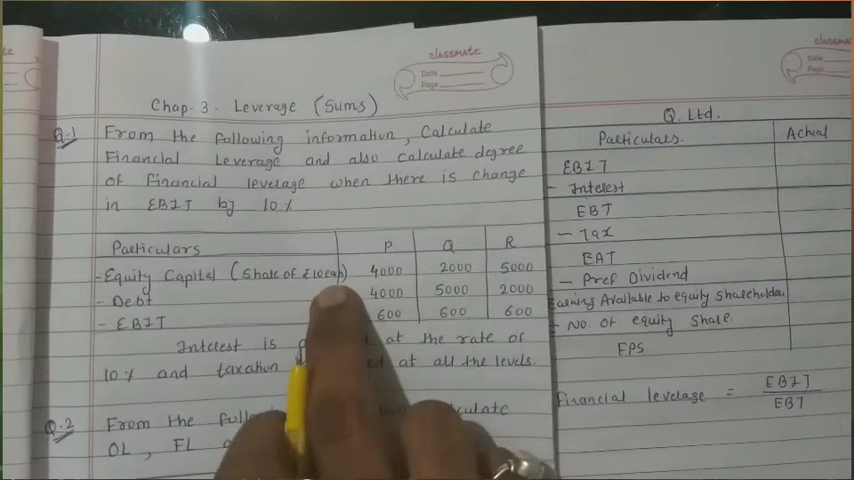 classmate
Date
Page
Chap-3- Leverage (Sums)
Q-1 From the following information, Calculate
Financial Leverage and also calculate degree
of financial leverage when there is change
in EBIT by 10%
Particulars P Q R
- Equity Capital (Share of ₹10 each) 4000 2000 5000
- Debt 4000 5000 2000
- EBIT 600 600 600
Interest is at the rate of
10% and taxation at all the levels.
Q-2 From the
OL, FL
classmate
Date
Page
Q. Ltd.
Particulars. Actual
EBIT
- Interest
EBT
- Tax
EAT
- Pref Dividend
Earning Available to equity shareholder
÷ No. of equity share.
EPS
Financial leverage = EBIT
EBT